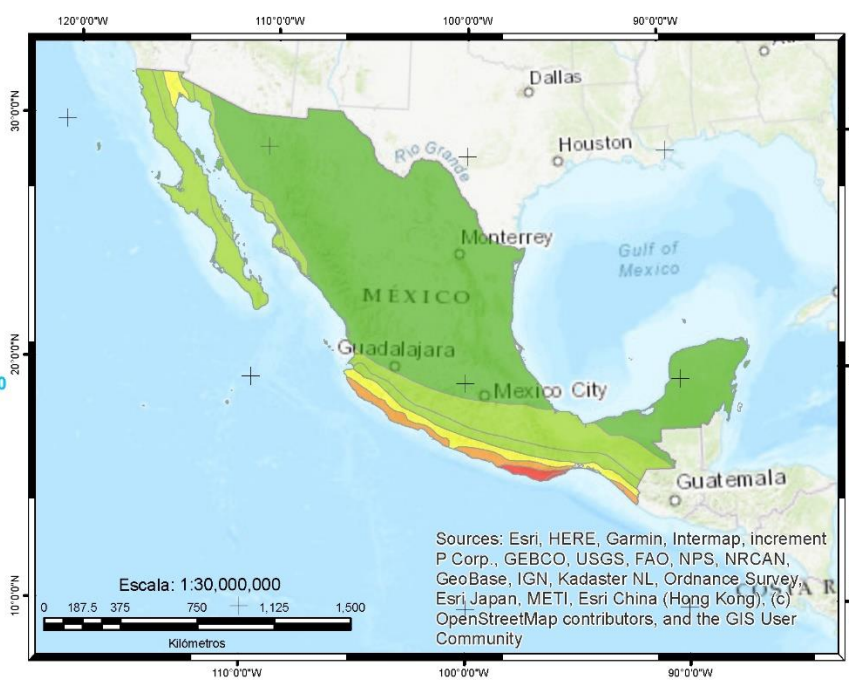 120°0'0"W
110°0'0"W
100°0'0"W
90°0'0"W
30°0'0"N
20°0'0"N
10°0'0"N
Dallas
Houston
Rio Grande
Monterrey
Gulf of
Mexico
MÉXICO
Guadalajara
Mexico City
Guatemala
COSTA R
0
Sources: Esri, HERE, Garmin, Intermap, increment
P Corp., GEBCO, USGS, FAO, NPS, NRCAN,
GeoBase, IGN, Kadaster NL, Ordnance Survey,
Esri Japan, METI, Esri China (Hong Kong), (c)
OpenStreetMap contributors, and the GIS User
Community
Escala: 1:30,000,000
0 187.5 375 750 1,125 1,500
Kilómetros
110°0'0"W
100°0'0"W
90°0'0"W